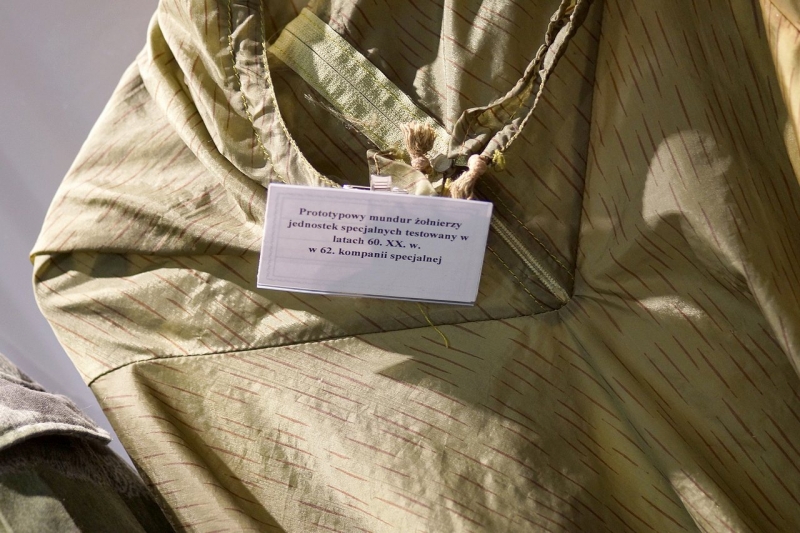 Prototypowy mundur żołnierzy
jednostek specjalnych testowany w
latach 60. XX. w.
w 62. kompanii specjalnej